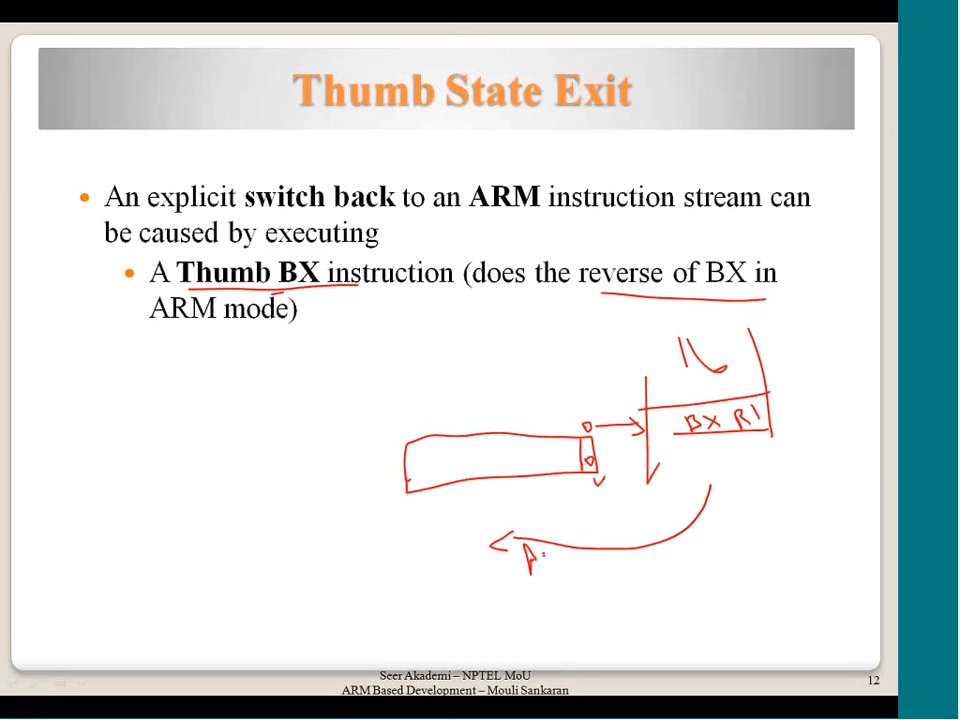 Thumb State Exit
An explicit switch back to an ARM instruction stream can
be caused by executing
A Thumb BX instruction (does the reverse of BX in
ARM mode)
16
0
BX R1
0
A
Seer Akademi – NPTEL MoU
ARM Based Development – Mouli Sankaran
12